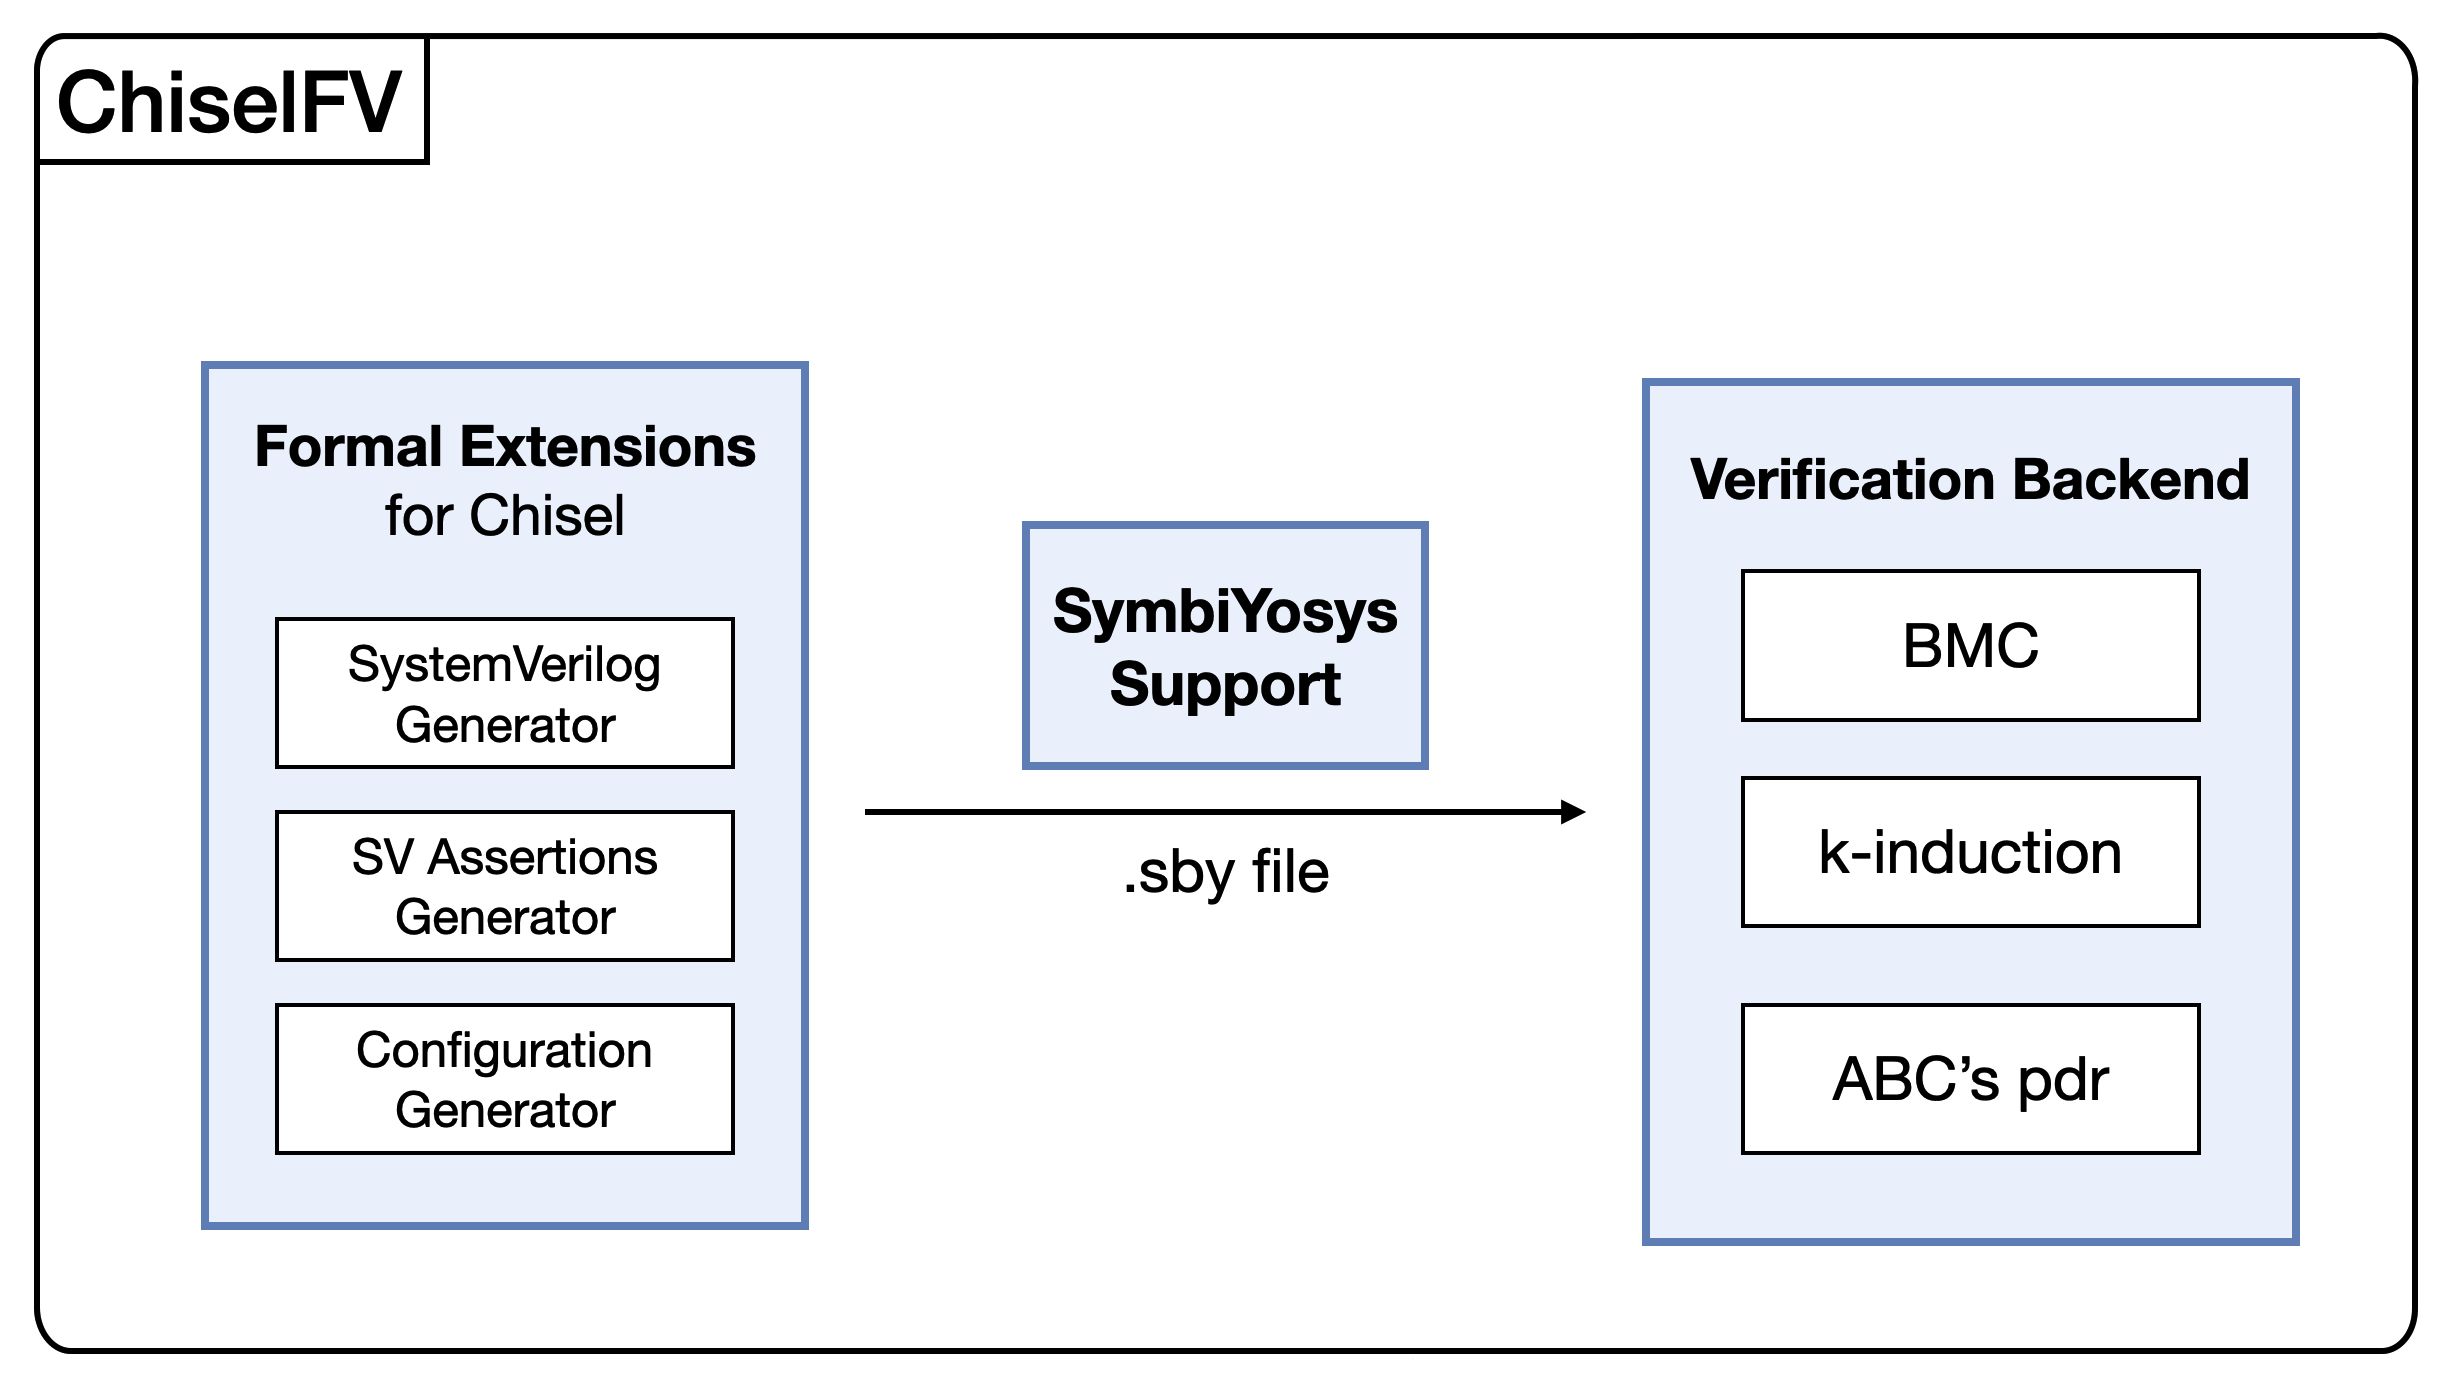 ChiselFV
Formal Extensions
for Chisel
SystemVerilog
Generator
SV Assertions
Generator
Configuration
Generator
SymbiYosys
Support
.sby file
Verification Backend
BMC
k-induction
ABC’s pdr